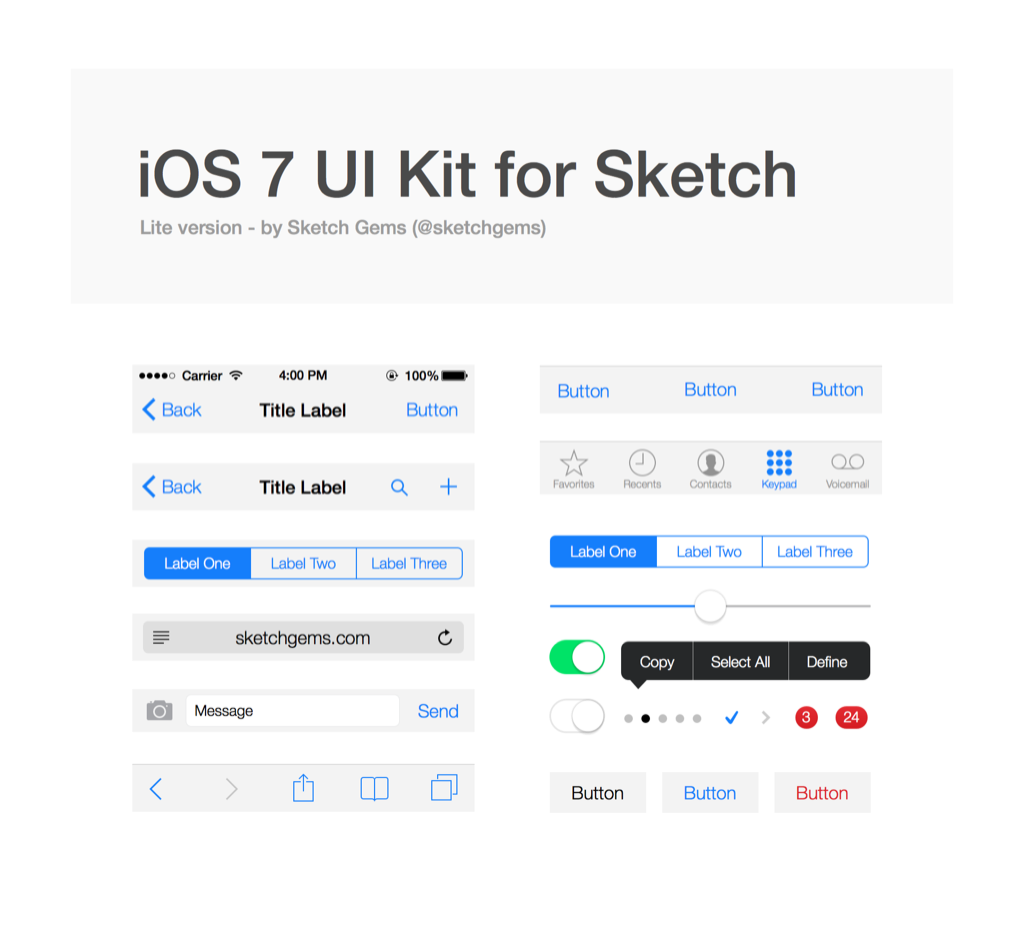 iOS 7 UI Kit for Sketch
Lite version - by Sketch Gems (@sketchgems)
Carrier 4:00 PM 100%
Back Title Label Button
Back Title Label
Label One Label Two Label Three
sketchgems.com
Message Send
Button Button Button
Favorites Recents Contacts Keypad Voicemail
Label One Label Two Label Three
Copy Select All Define
3 24
Button Button Button